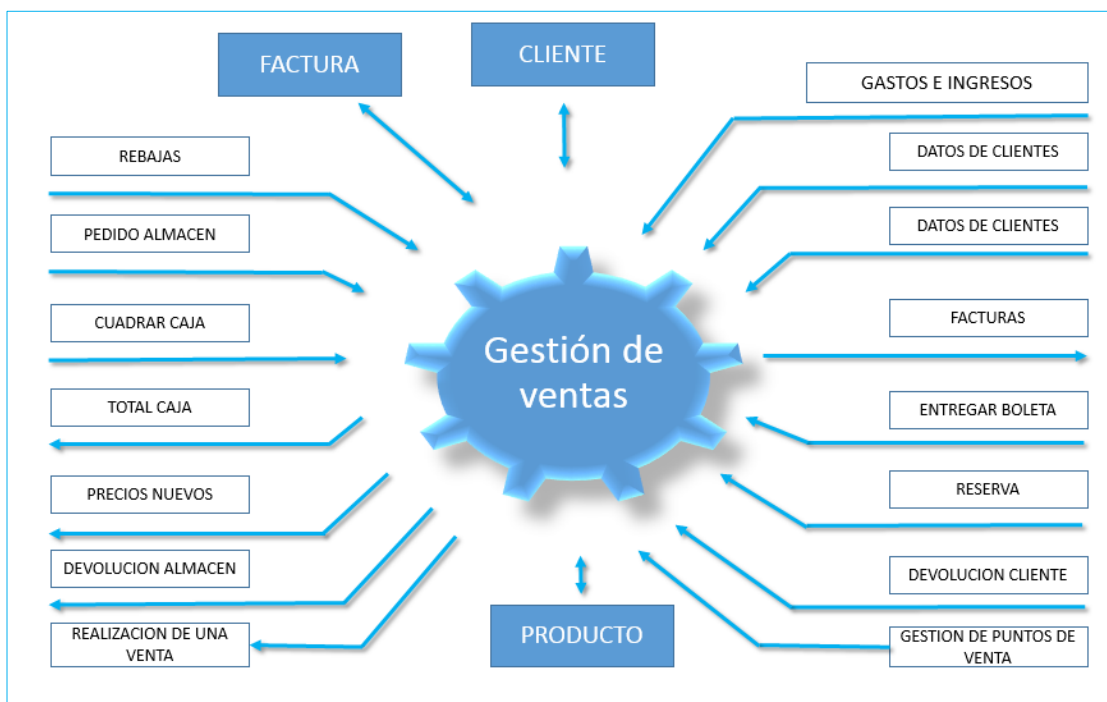 FACTURA
CLIENTE
REBAJAS
PEDIDO ALMACEN
CUADRAR CAJA
TOTAL CAJA
PRECIOS NUEVOS
DEVOLUCION ALMACEN
REALIZACION DE UNA
VENTA
Gestión de
ventas
PRODUCTO
GASTOS E INGRESOS
DATOS DE CLIENTES
DATOS DE CLIENTES
FACTURAS
ENTREGAR BOLETA
RESERVA
DEVOLUCION CLIENTE
GESTION DE PUNTOS DE
VENTA